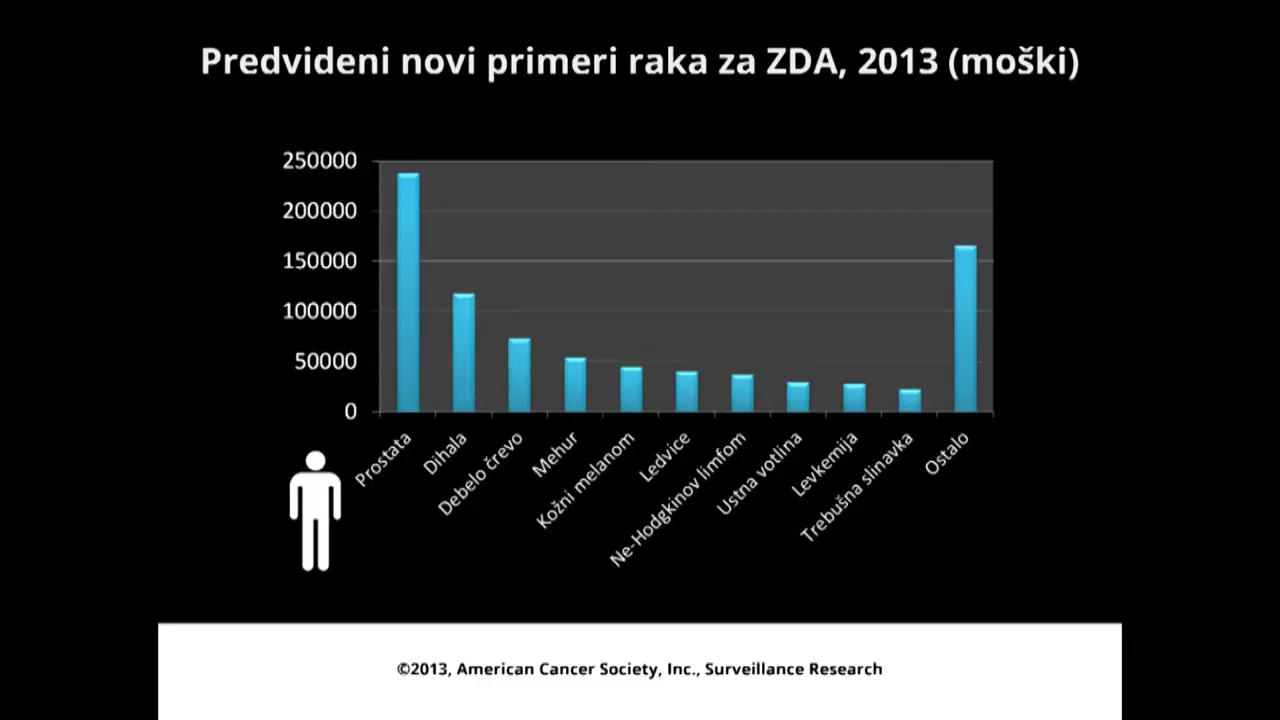 Predvideni novi primeri raka za ZDA, 2013 (moški)
250000
200000
150000
100000
50000
0
Prostata
Dihala
Debelo črevo
Mehur
Kožni melanom
Ledvice
Ne-Hodgkinov limfom
Ustna votlina
Levkemija
Trebušna slinavka
Ostalo
©2013, American Cancer Society, Inc., Surveillance Research